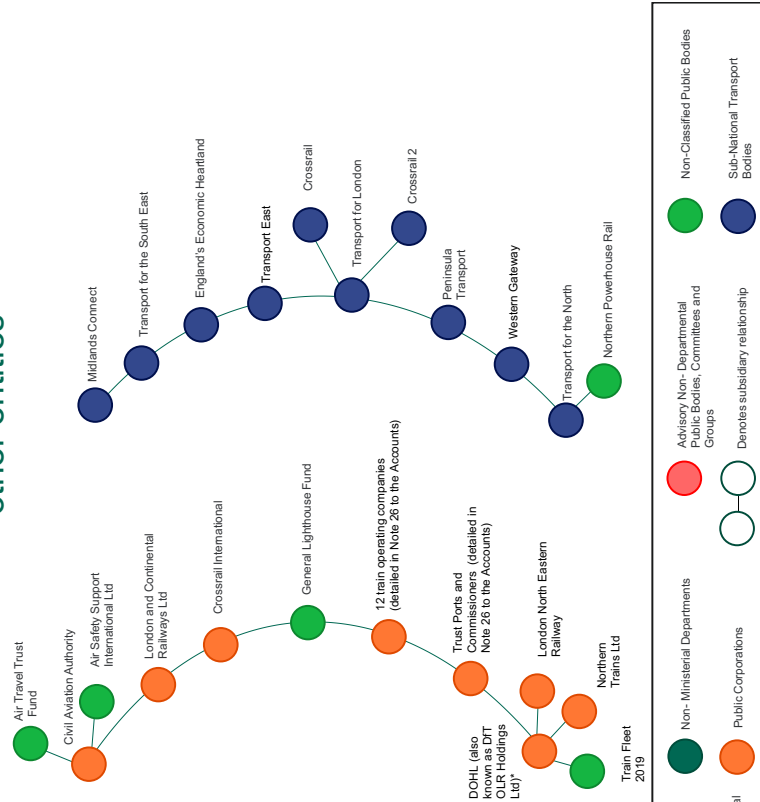 Air Travel Trust
Fund
Civil Aviation Authority
Air Safety Support
International Ltd
London and Continental
Railways Ltd
Crossrail International
General Lighthouse Fund
12 train operating companies
(detailed in Note 26 to the Accounts)
Trust Ports and
Commissioners (detailed in
Note 26 to the Accounts)
London North Eastern
Railway
Northern
Trains Ltd
DOHL (also
known as DfT
OLR Holdings
Ltd)*
Train Fleet
2019
Midlands Connect
Transport for the South East
England's Economic Heartland
Transport East
Crossrail
Transport for London
Crossrail 2
Peninsula
Transport
Western Gateway
Transport for the North
Northern Powerhouse Rail
Non- Ministerial Departments
Advisory Non- Departmental
Public Bodies, Committees and
Groups
Non-Classified Public Bodies
al
Public Corporations
Denotes subsidiary relationship
Sub-National Transport
Bodies